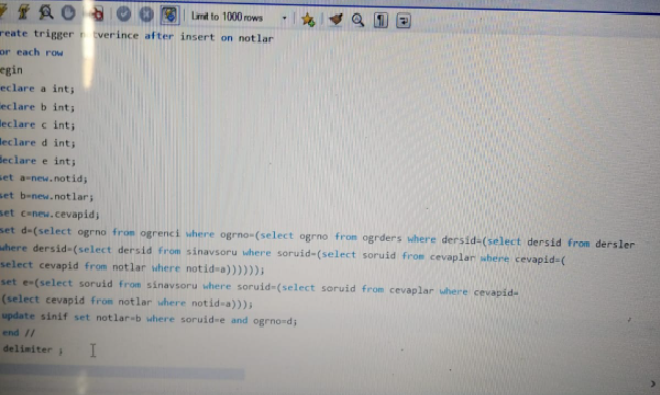 Limit to 1000 rows
reate trigger n tverince after insert on notlar
or each row
egin
eclare a int;
eclare b int;
eclare c int;
declare d int;
declare e int;
set a=new.notid;
set b=new.notlar;
set c=new.cevapid;
set d=(select ogrno from ogrenci where ogrno=(select ogrno from ogrders where dersid=(select dersid from dersler
where dersid=(select dersid from sinavsoru where soruid=(select soruid from cevaplar where cevapid=(
select cevapid from notlar where notid=a))))));
set e=(select soruid from sinavsoru where soruid=(select soruid from cevaplar where cevapid=
(select cevapid from notlar where notid=a)));
update sinif set notlar=b where soruid=e and ogrno=d;
end //
delimiter ;